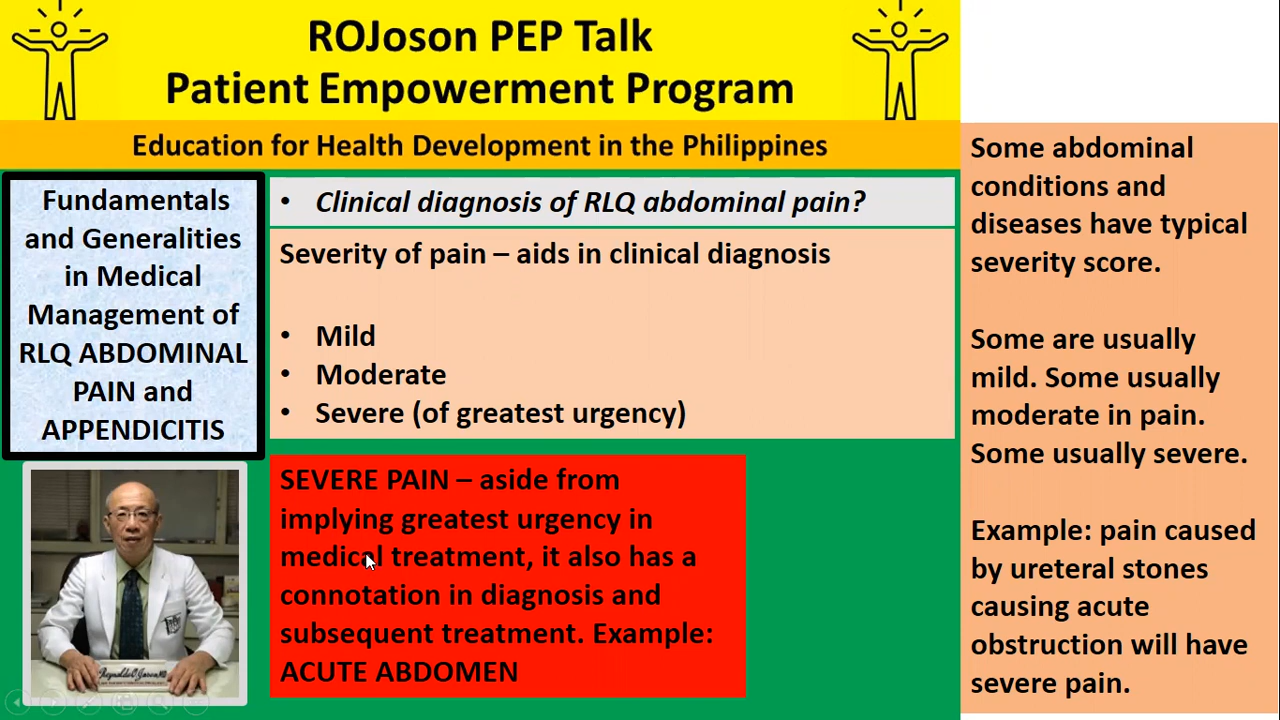 ROJoson PEP Talk
Patient Empowerment Program
Education for Health Development in the Philippines
Fundamentals
and Generalities
in Medical
Management of
RLQ ABDOMINAL
PAIN and
APPENDICITIS
• Clinical diagnosis of RLQ abdominal pain?
Severity of pain – aids in clinical diagnosis
• Mild
• Moderate
• Severe (of greatest urgency)
SEVERE PAIN – aside from
implying greatest urgency in
medical treatment, it also has a
connotation in diagnosis and
subsequent treatment. Example:
ACUTE ABDOMEN
Some abdominal
conditions and
diseases have typical
severity score.
Some are usually
mild. Some usually
moderate in pain.
Some usually severe.
Example: pain caused
by ureteral stones
causing acute
obstruction will have
severe pain.